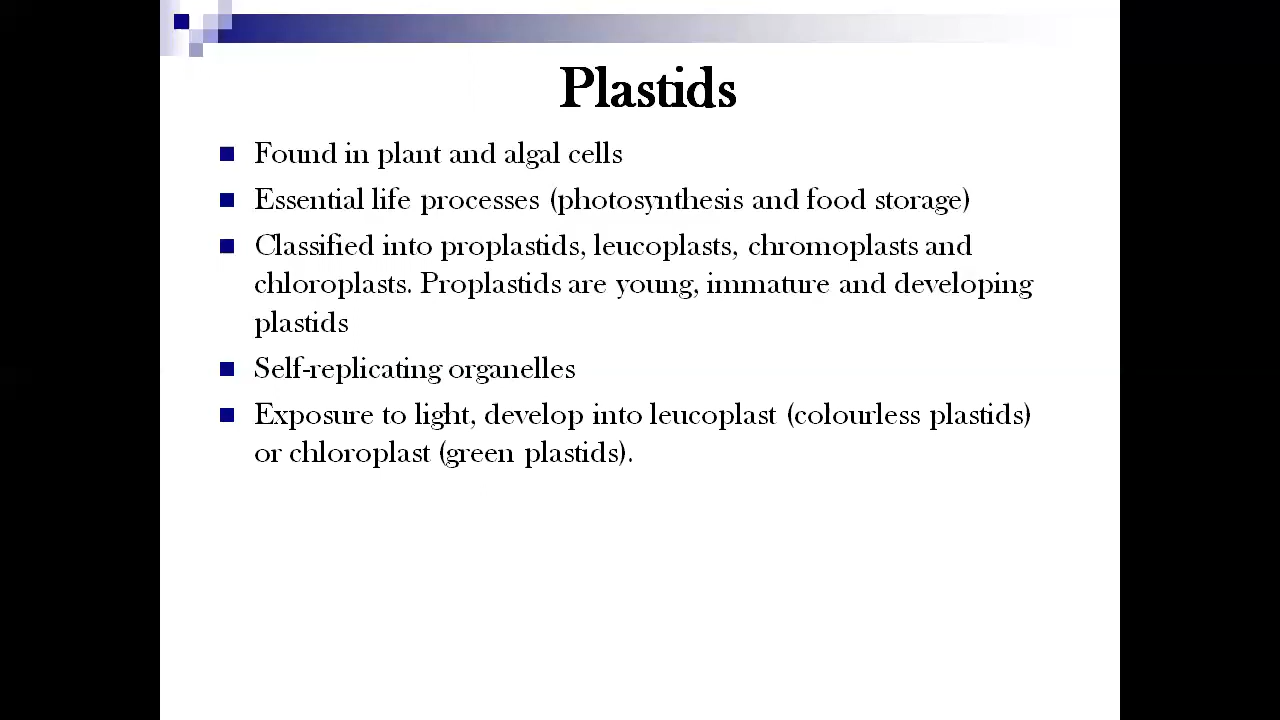 Plastids
Found in plant and algal cells
Essential life processes (photosynthesis and food storage)
Classified into proplastids, leucoplasts, chromoplasts and
chloroplasts. Proplastids are young, immature and developing
plastids
Self-replicating organelles
Exposure to light, develop into leucoplast (colourless plastids)
or chloroplast (green plastids).